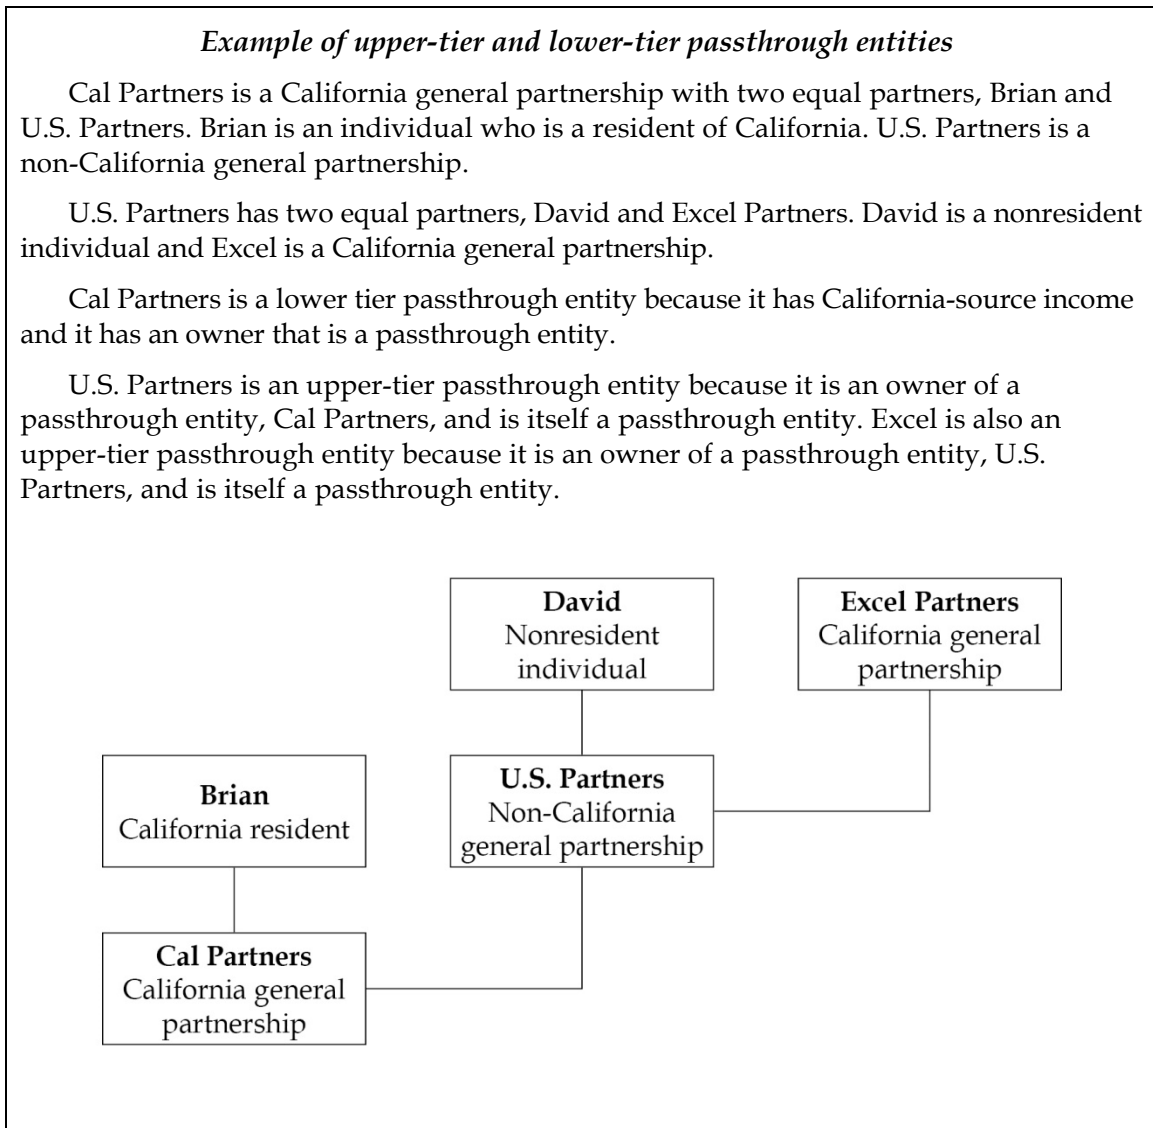 Example of upper-tier and lower-tier passthrough entities
Cal Partners is a California general partnership with two equal partners, Brian and
U.S. Partners. Brian is an individual who is a resident of California. U.S. Partners is a
non-California general partnership.
U.S. Partners has two equal partners, David and Excel Partners. David is a nonresident
individual and Excel is a California general partnership.
Cal Partners is a lower tier passthrough entity because it has California-source income
and it has an owner that is a passthrough entity.
U.S. Partners is an upper-tier passthrough entity because it is an owner of a
passthrough entity, Cal Partners, and is itself a passthrough entity. Excel is also an
upper-tier passthrough entity because it is an owner of a passthrough entity, U.S.
Partners, and is itself a passthrough entity.
David
Nonresident
individual
Excel Partners
California general
partnership
Brian
California resident
U.S. Partners
Non-California
general partnership
Cal Partners
California general
partnership